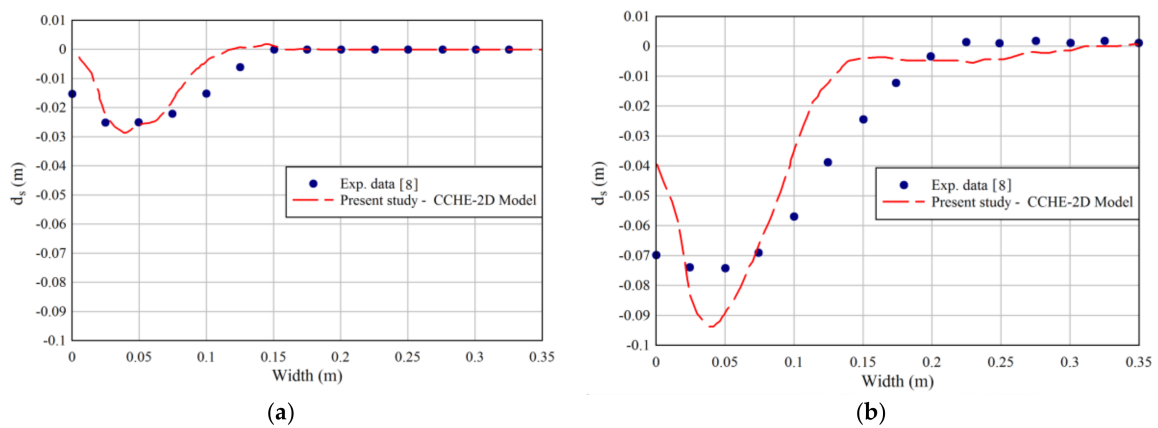 0.01
0
-0.01
-0.02
-0.03
-0.04
-0.05
-0.06
-0.07
-0.08
-0.09
-0.1
ds (m)
Exp. data [8]
Present study - CCHE-2D Model
0 0.05 0.1 0.15 0.2 0.25 0.3 0.35
Width (m)
(a)
0.01
0
-0.01
-0.02
-0.03
-0.04
-0.05
-0.06
-0.07
-0.08
-0.09
-0.1
ds (m)
Exp. data [8]
Present study - CCHE-2D Model
0 0.05 0.1 0.15 0.2 0.25 0.3 0.35
Width (m)
(b)